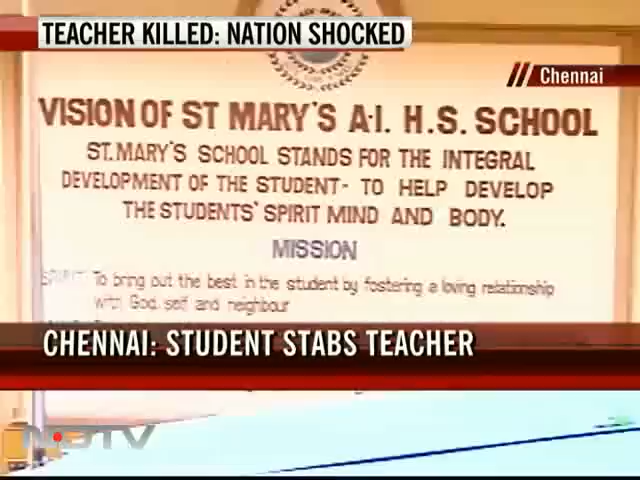 TEACHER KILLED: NATION SHOCKED
Chennai
VISION OF ST MARY'S A·I. H.S. SCHOOL
ST.MARY'S SCHOOL STANDS FOR THE INTEGRAL
DEVELOPMENT OF THE STUDENT- TO HELP DEVELOP
THE STUDENTS' SPIRIT MIND AND BODY.
MISSION
SPIRIT: To bring out the best in the student by fostering a loving relationship
with God, self and neighbour
CHENNAI: STUDENT STABS TEACHER
NDTV